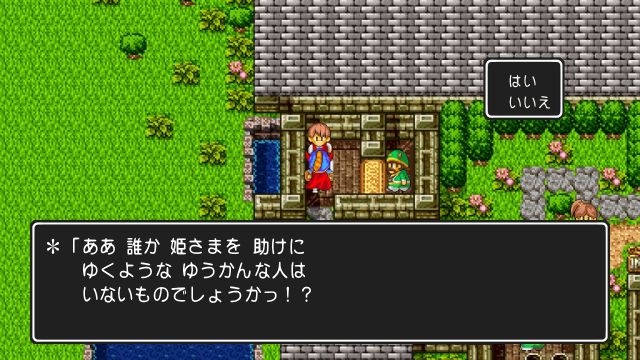 はい
いいえ
＊「ああ 誰か 姫さまを 助けに
ゆくような ゆうかんな人は
いないものでしょうかっ！？
IN